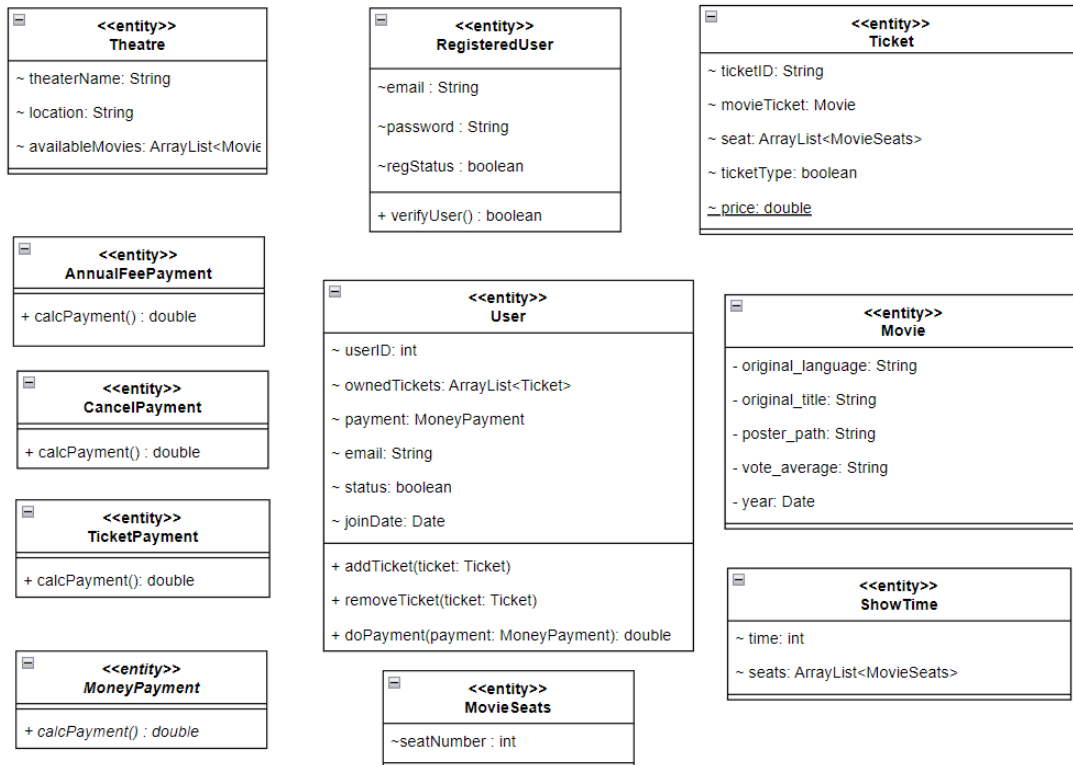 <<entity>>
Theatre
~ theaterName: String
~ location: String
~ availableMovies: ArrayList<Movie
<<entity>>
RegisteredUser
~email : String
~password : String
~regStatus : boolean
+ verifyUser() : boolean
<<entity>>
Ticket
~ ticketID: String
~ movieTicket: Movie
~ seat: ArrayList<MovieSeats>
~ ticketType: boolean
~ price: double
<<entity>>
AnnualFeePayment
+ calcPayment() : double
<<entity>>
CancelPayment
+ calcPayment() : double
<<entity>>
TicketPayment
+ calcPayment(): double
<<entity>>
MoneyPayment
+ calcPayment() : double
<<entity>>
User
~ userID: int
~ ownedTickets: ArrayList<Ticket>
~ payment: MoneyPayment
~ email: String
~ status: boolean
~ joinDate: Date
+ addTicket(ticket: Ticket)
+ removeTicket(ticket: Ticket)
+ doPayment(payment: MoneyPayment): double
<<entity>>
MovieSeats
~seatNumber : int
<<entity>>
Movie
- original_language: String
- original_title: String
- poster_path: String
- vote_average: String
- year: Date
<<entity>>
ShowTime
~ time: int
~ seats: ArrayList<MovieSeats>